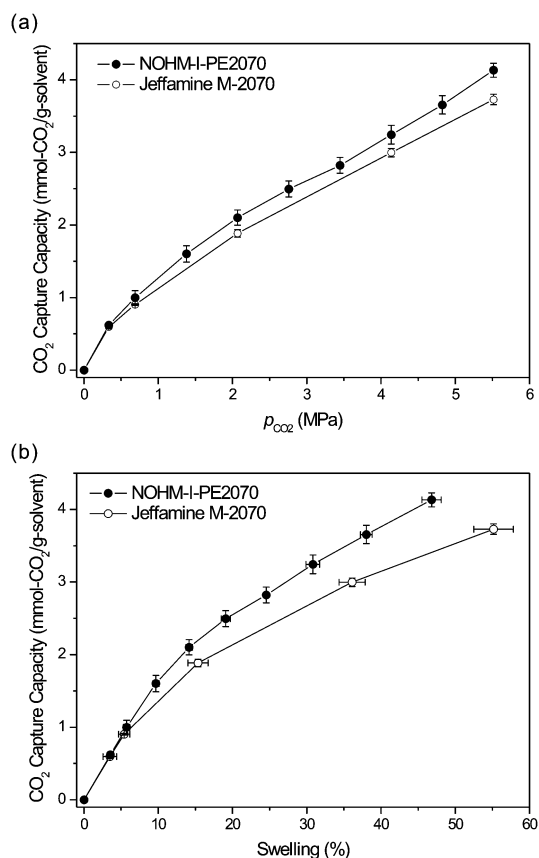 (a)
NOHM-I-PE2070
Jeffamine M-2070
CO2 Capture Capacity (mmol-CO2/g-solvent)
4
3
2
1
0
0 1 2 3 4 5 6
pCO2 (MPa)
(b)
NOHM-I-PE2070
Jeffamine M-2070
CO2 Capture Capacity (mmol-CO2/g-solvent)
4
3
2
1
0
0 10 20 30 40 50 60
Swelling (%)